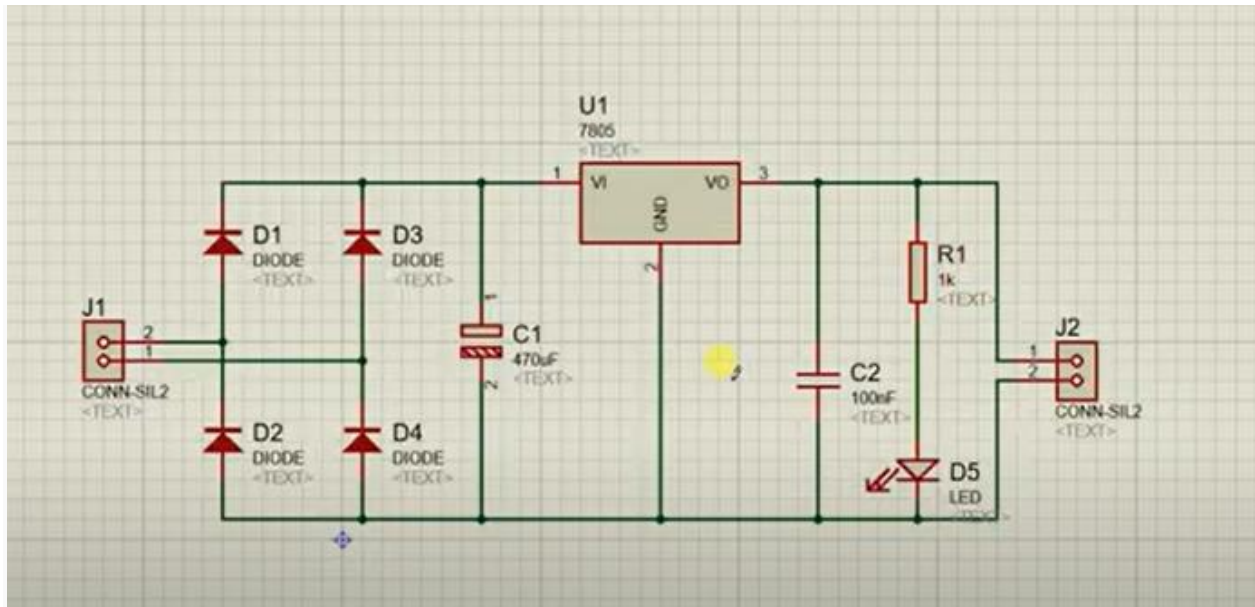 U1
7805
<TEXT>
1
VI
VO
3
GND
2
D1
DIODE
<TEXT>
D3
DIODE
<TEXT>
J1
2
1
CONN-SIL2
<TEXT>
1
C1
470uF
<TEXT>
2
R1
1k
<TEXT>
J2
1
2
CONN-SIL2
<TEXT>
C2
100nF
<TEXT>
D2
DIODE
<TEXT>
D4
DIODE
<TEXT>
D5
LED
<TEXT>